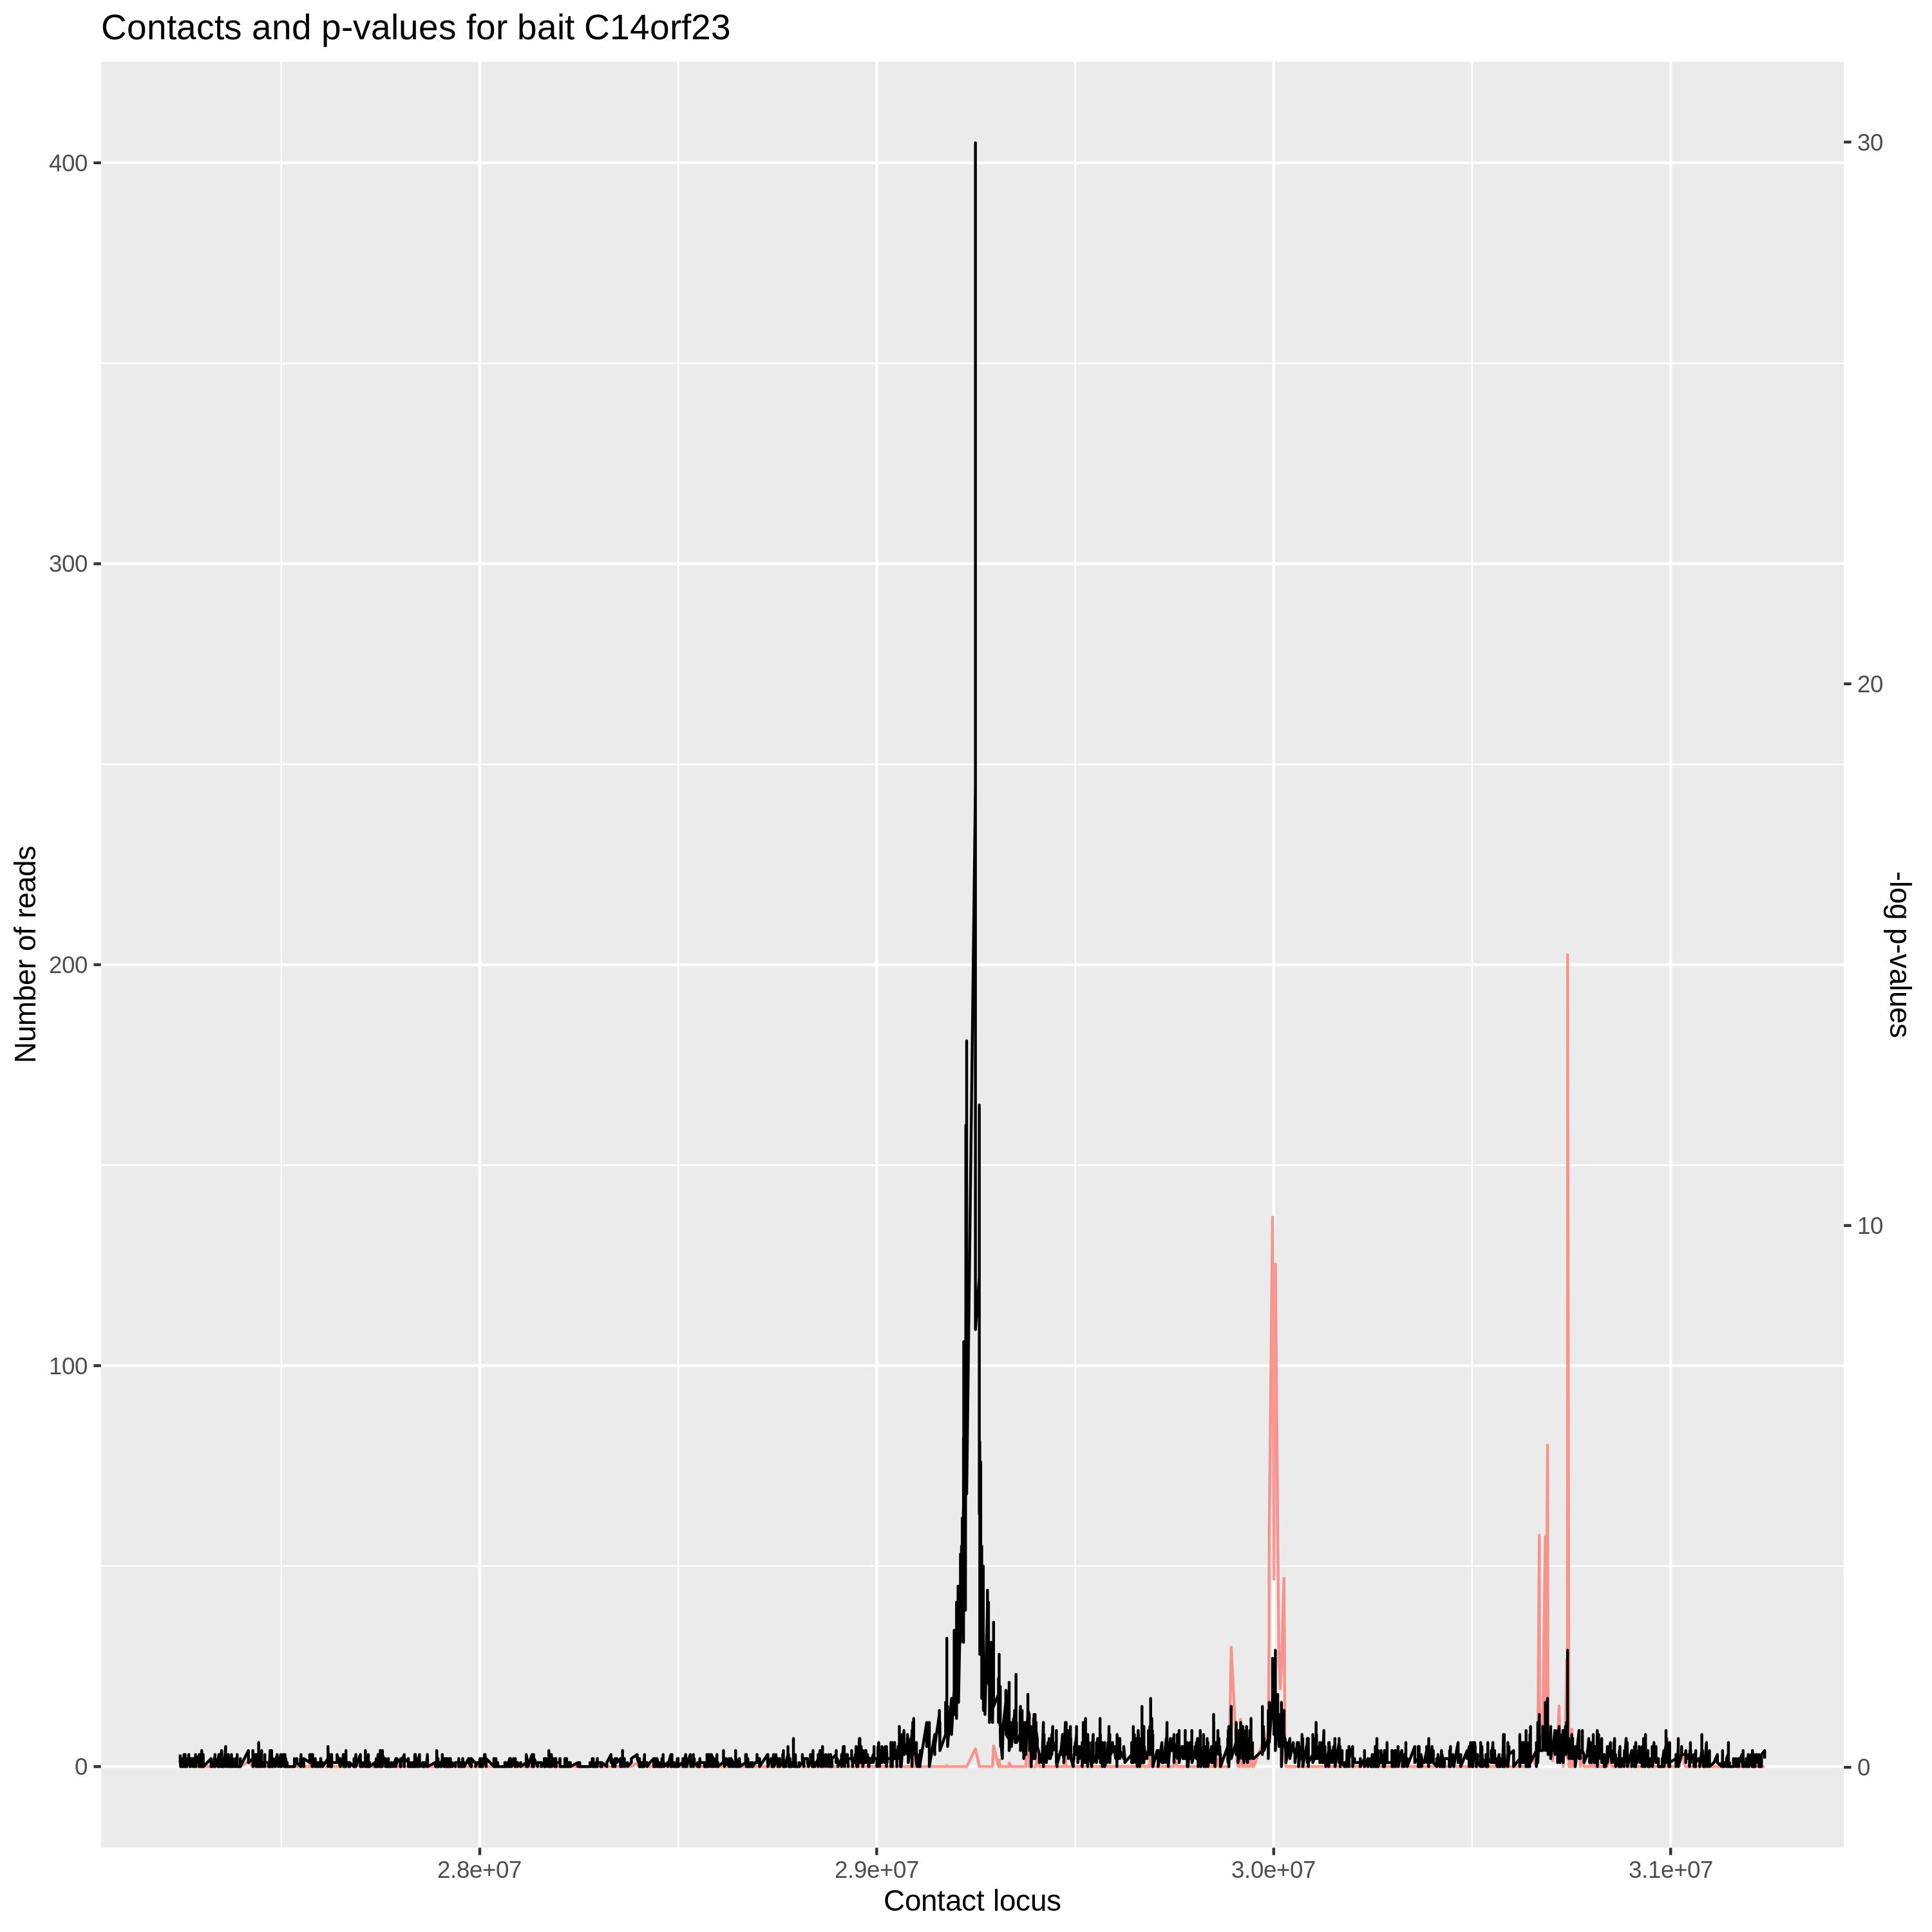 Contacts and p-values for bait C14orf23
400
300
200
100
0
Number of reads
30
20
10
0
-log p-values
2.8e+07
2.9e+07
3.0e+07
3.1e+07
Contact locus